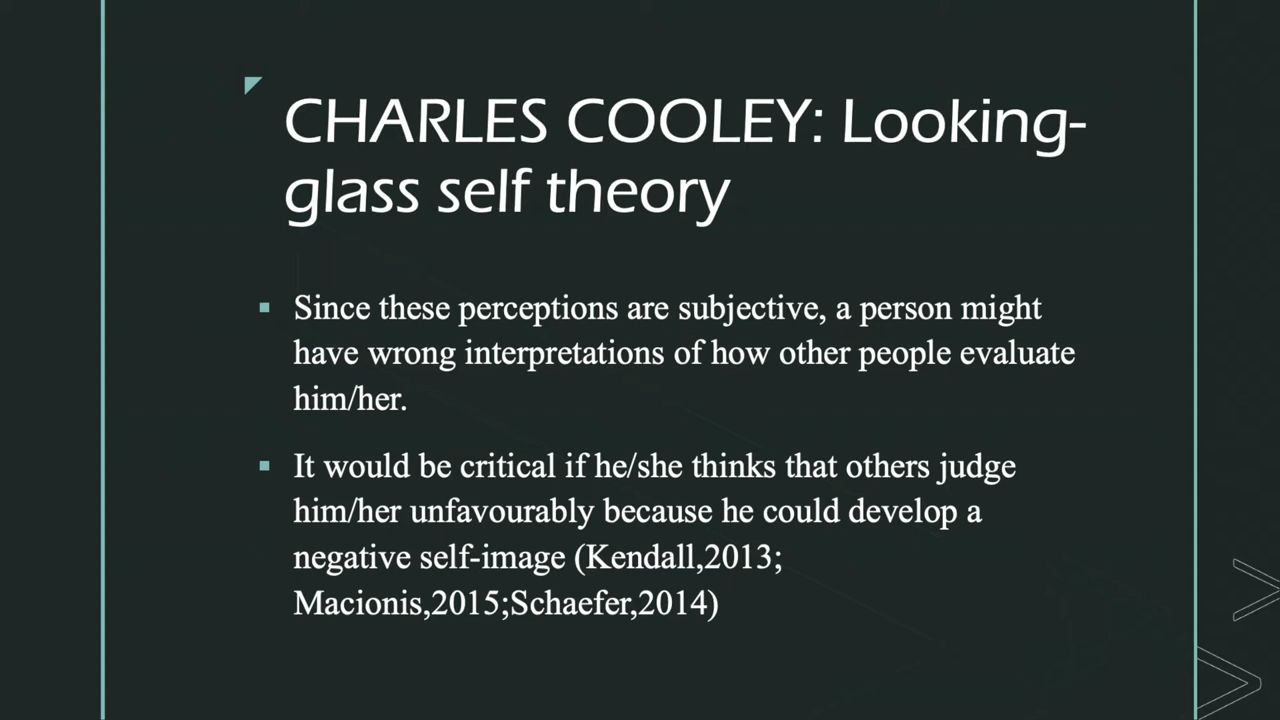 CHARLES COOLEY: Looking-
glass self theory
Since these perceptions are subjective, a person might
have wrong interpretations of how other people evaluate
him/her.
It would be critical if he/she thinks that others judge
him/her unfavourably because he could develop a
negative self-image (Kendall,2013;
Macionis,2015;Schaefer,2014)